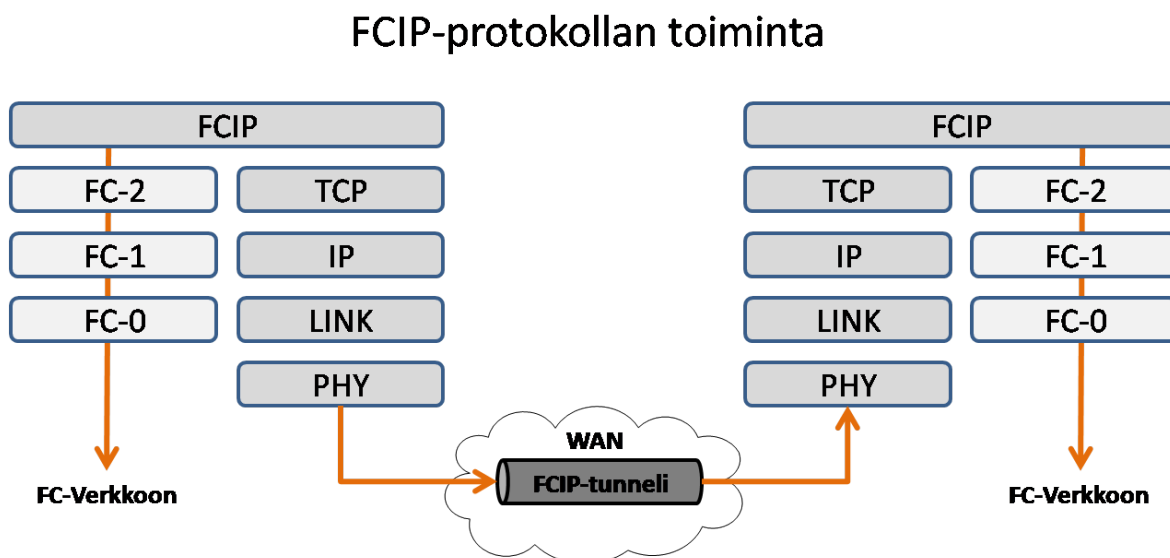 FCIP-protokollan toiminta
FCIP
FCIP
FC-2
TCP
TCP
FC-2
FC-1
IP
IP
FC-1
FC-0
LINK
LINK
FC-0
PHY
PHY
WAN
FCIP-tunneli
FC-Verkkoon
FC-Verkkoon